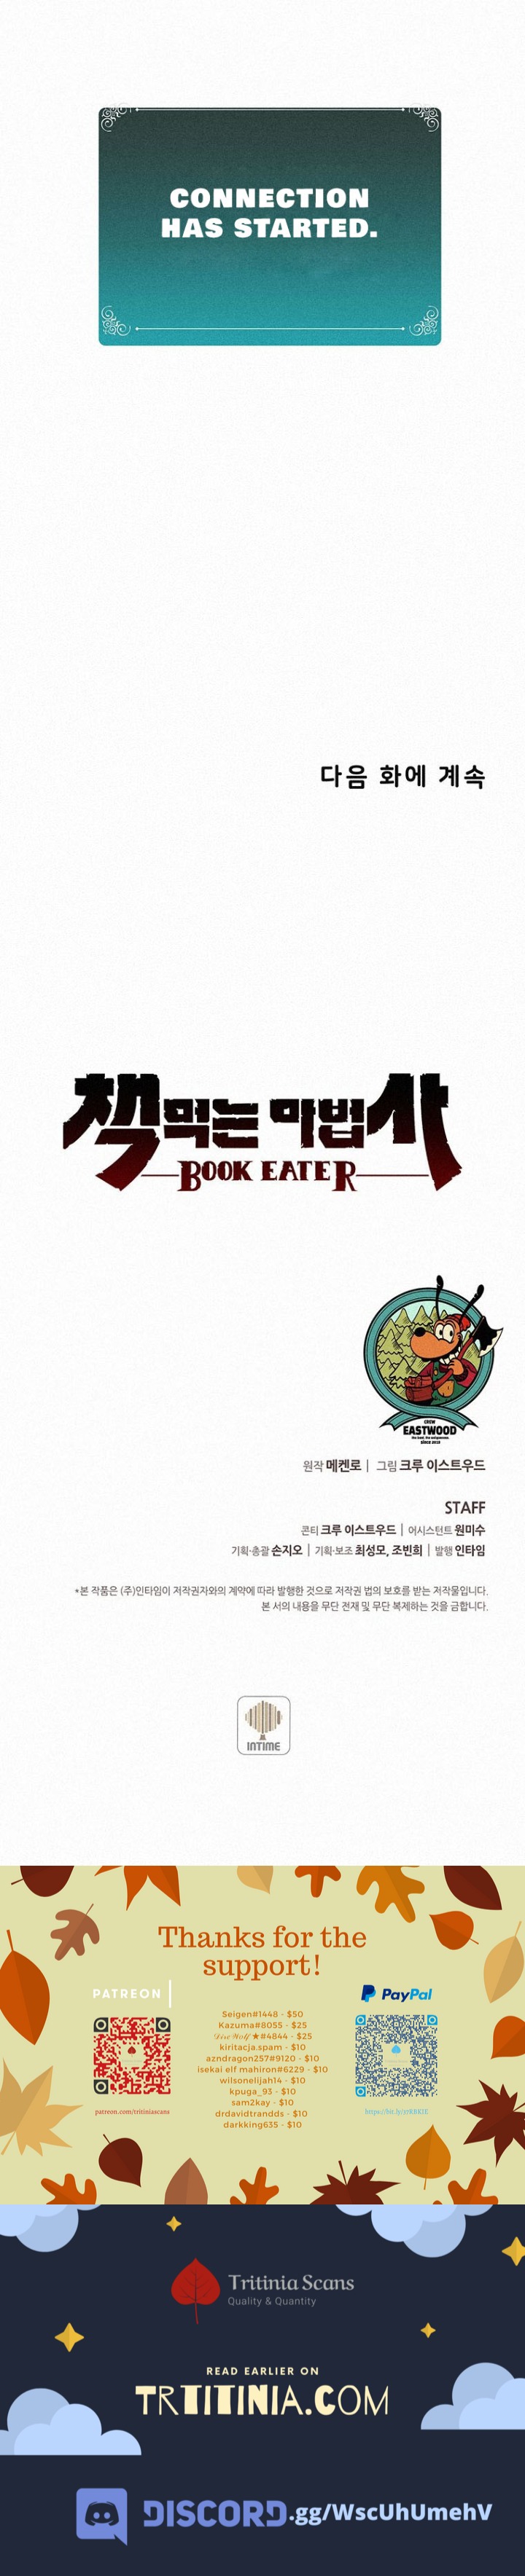 CONNECTION
HAS STARTED.
다음 화에 계속
책 먹는 마법사
BOOK EATER
CREW
EASTWOOD
SINCE 2018
원작 메켄로 | 그림 크루 이스트우드
STAFF
콘티 크루 이스트우드 | 어시스턴트 원미수
기획·총괄 손지오 | 기획·보조 최성모, 조빈희 | 발행 인타임
*본 작품은 (주)인타임이 저작권자와의 계약에 따라 발행한 것으로 저작권 법의 보호를 받는 저작물입니다.
본 서의 내용을 무단 전재 및 무단 복제하는 것을 금합니다.
INTIME
Thanks for the
support!
PATREON
PayPal
Seigen#1448 - $50
Kazuma#8055 - $25
★#4844 - $25
kiritacja.spam - $10
azndragon257#9120 - $10
isekai elf mahiron#6229 - $10
wilsonelijah14 - $10
kpuga_93 - $10
sam2kay - $10
drdavidtrandds - $10
darkking635 - $10
patreon.com/tritiniascans
Tritinia Scans
Quality & Quantity
READ EARLIER ON
TRTITINIA.COM
DISCORD.gg/WscUhUmehV